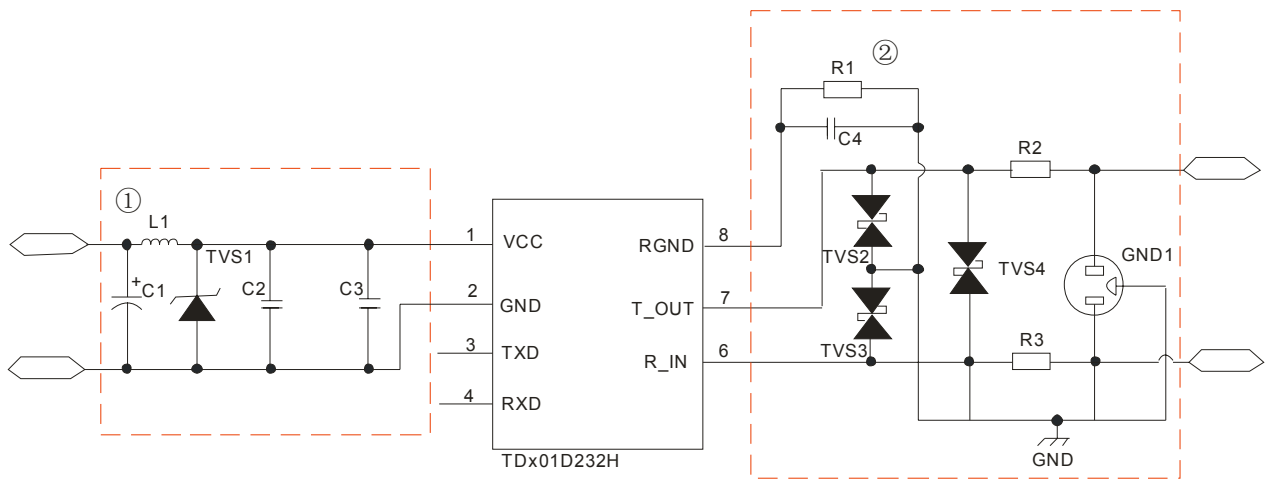 ②
R1
C4
R2
①
L1
TVS1
+
C1
C2
C3
1
VCC
2
GND
3
TXD
4
RXD
RGND
8
T_OUT
7
R_IN
6
TDx01D232H
TVS2
TVS3
TVS4
GND1
R3
GND